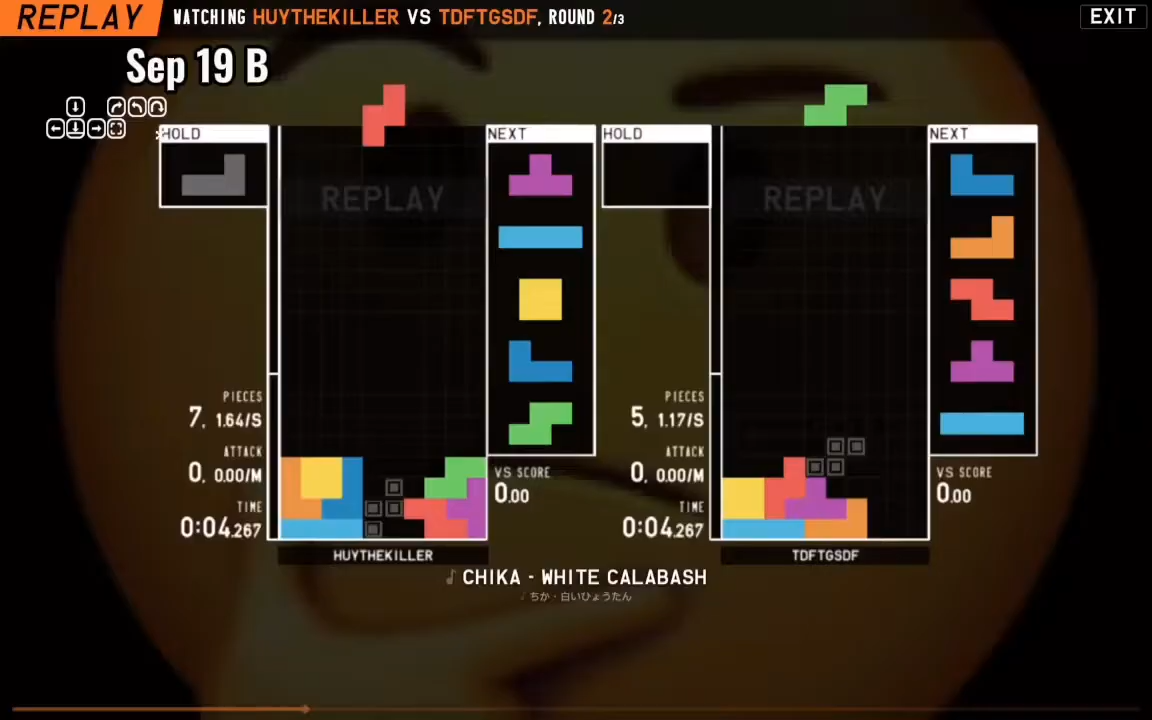 REPLAY WATCHING HUYTHEKILLER VS TDFTGSDF, ROUND 2/3 EXIT
Sep 19 B
HOLD NEXT HOLD NEXT
REPLAY REPLAY
PIECES PIECES
7, 1.64/S 5, 1.17/S
ATTACK ATTACK
VS SCORE VS SCORE
0, 0.00/M 0.00 0, 0.00/M 0.00
TIME TIME
0:04.267 0:04.267
HUYTHEKILLER TDFTGSDF
♪ CHIKA - WHITE CALABASH
♪ ちか・白いひょうたん